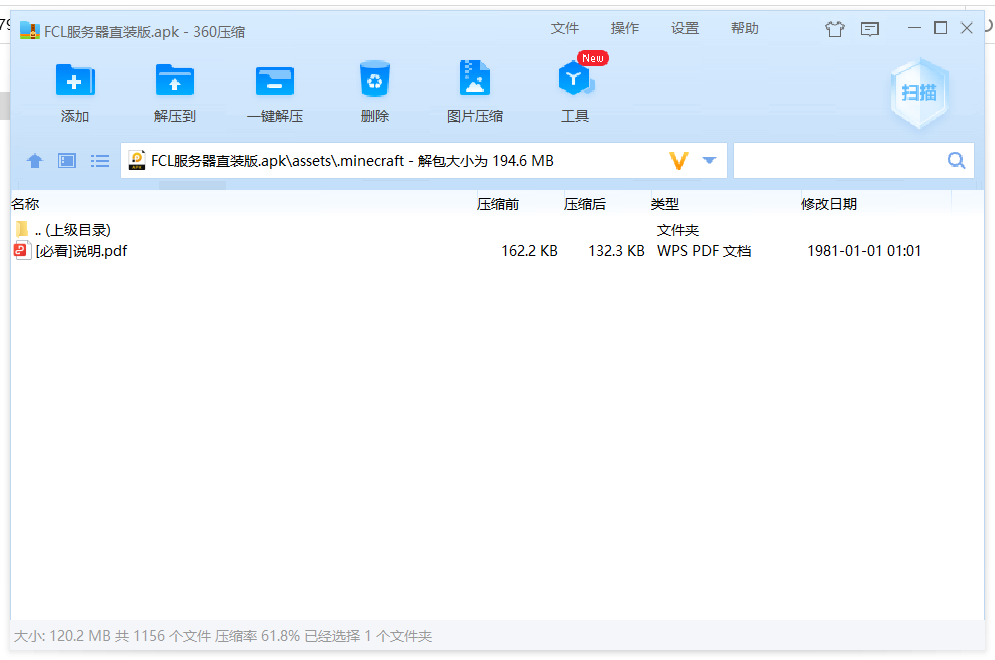 79
FCL服务器直装版.apk - 360压缩
文件 操作 设置 帮助
New
添加 解压到 一键解压 删除 图片压缩 工具 扫描
FCL服务器直装版.apk\assets\.minecraft - 解包大小为 194.6 MB
名称 压缩前 压缩后 类型 修改日期
.. (上级目录) 文件夹
[必看]说明.pdf 162.2 KB 132.3 KB WPS PDF 文档 1981-01-01 01:01
大小: 120.2 MB 共 1156 个文件 压缩率 61.8% 已经选择 1 个文件夹